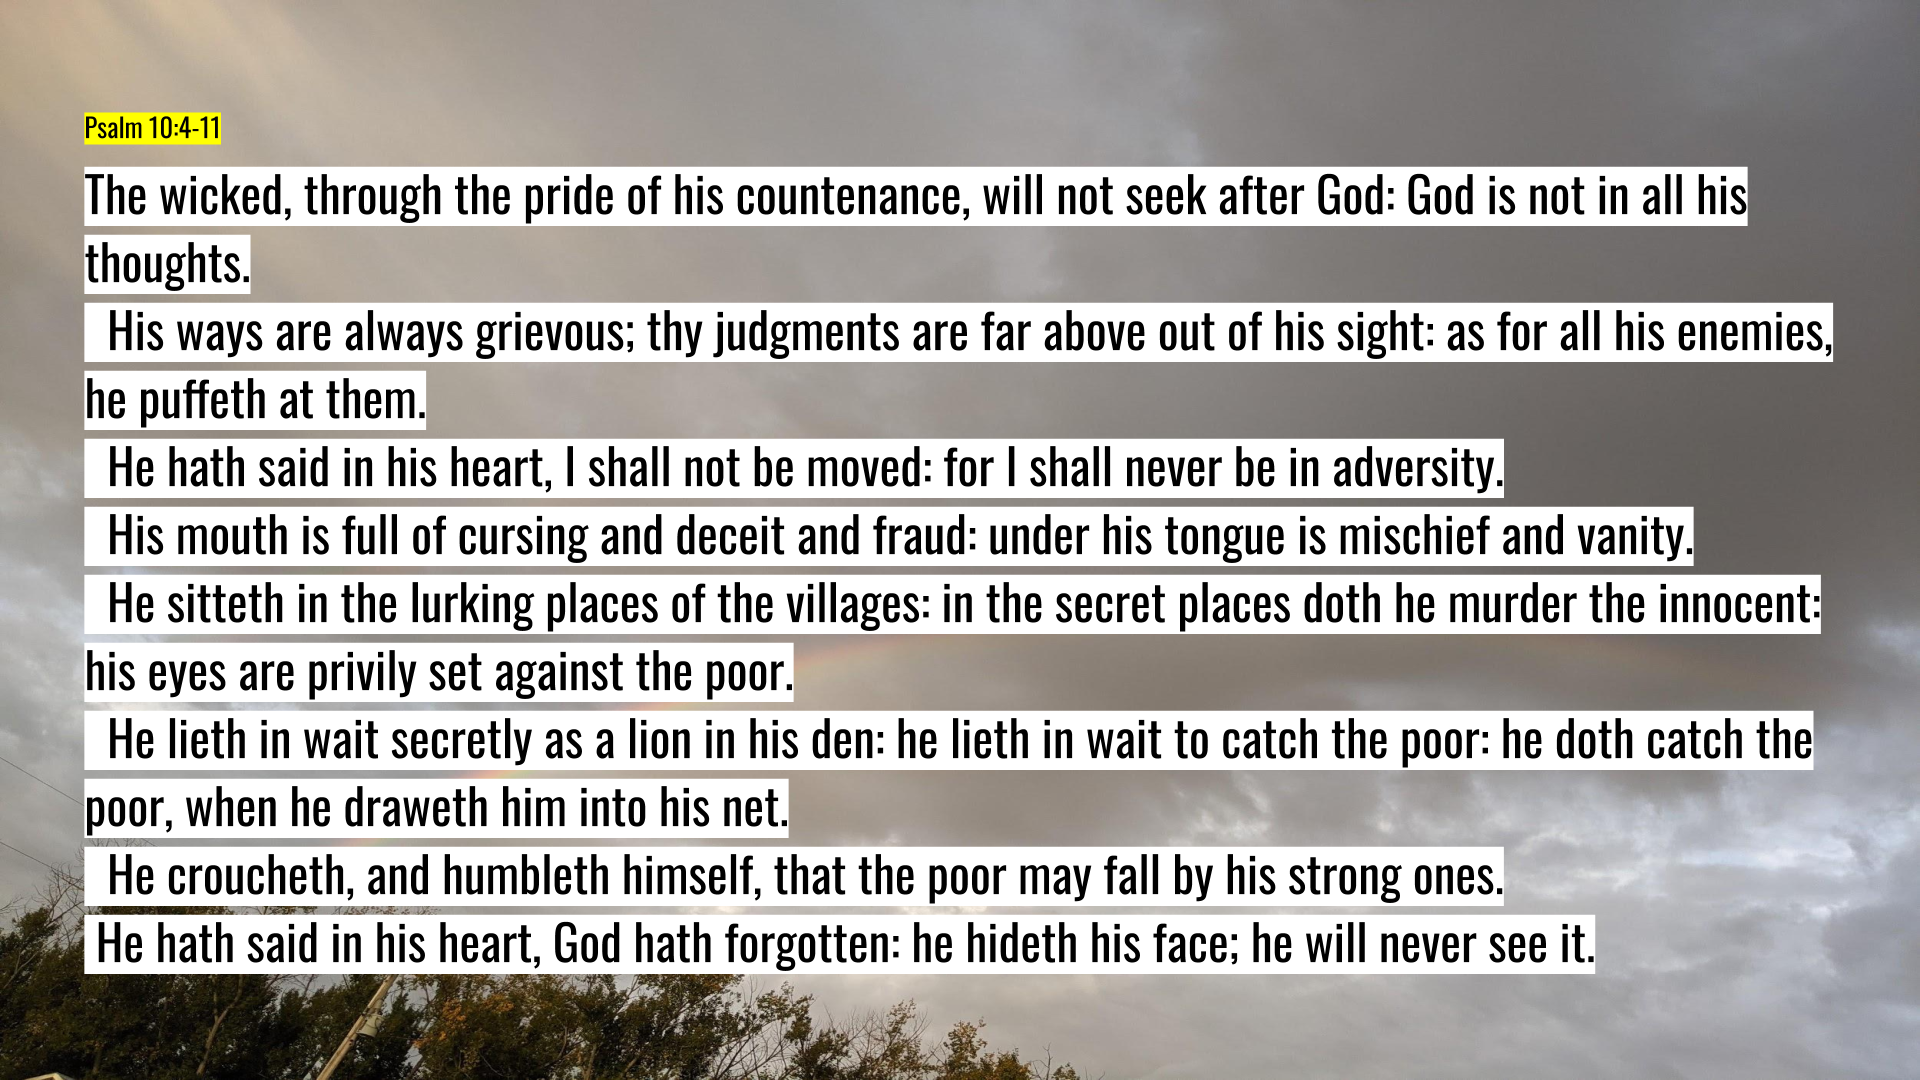 Psalm 10:4-11
The wicked, through the pride of his countenance, will not seek after God: God is not in all his
thoughts.
His ways are always grievous; thy judgments are far above out of his sight: as for all his enemies,
he puffeth at them.
He hath said in his heart, I shall not be moved: for I shall never be in adversity.
His mouth is full of cursing and deceit and fraud: under his tongue is mischief and vanity.
He sitteth in the lurking places of the villages: in the secret places doth he murder the innocent:
his eyes are privily set against the poor.
He lieth in wait secretly as a lion in his den: he lieth in wait to catch the poor: he doth catch the
poor, when he draweth him into his net.
He croucheth, and humbleth himself, that the poor may fall by his strong ones.
He hath said in his heart, God hath forgotten: he hideth his face; he will never see it.